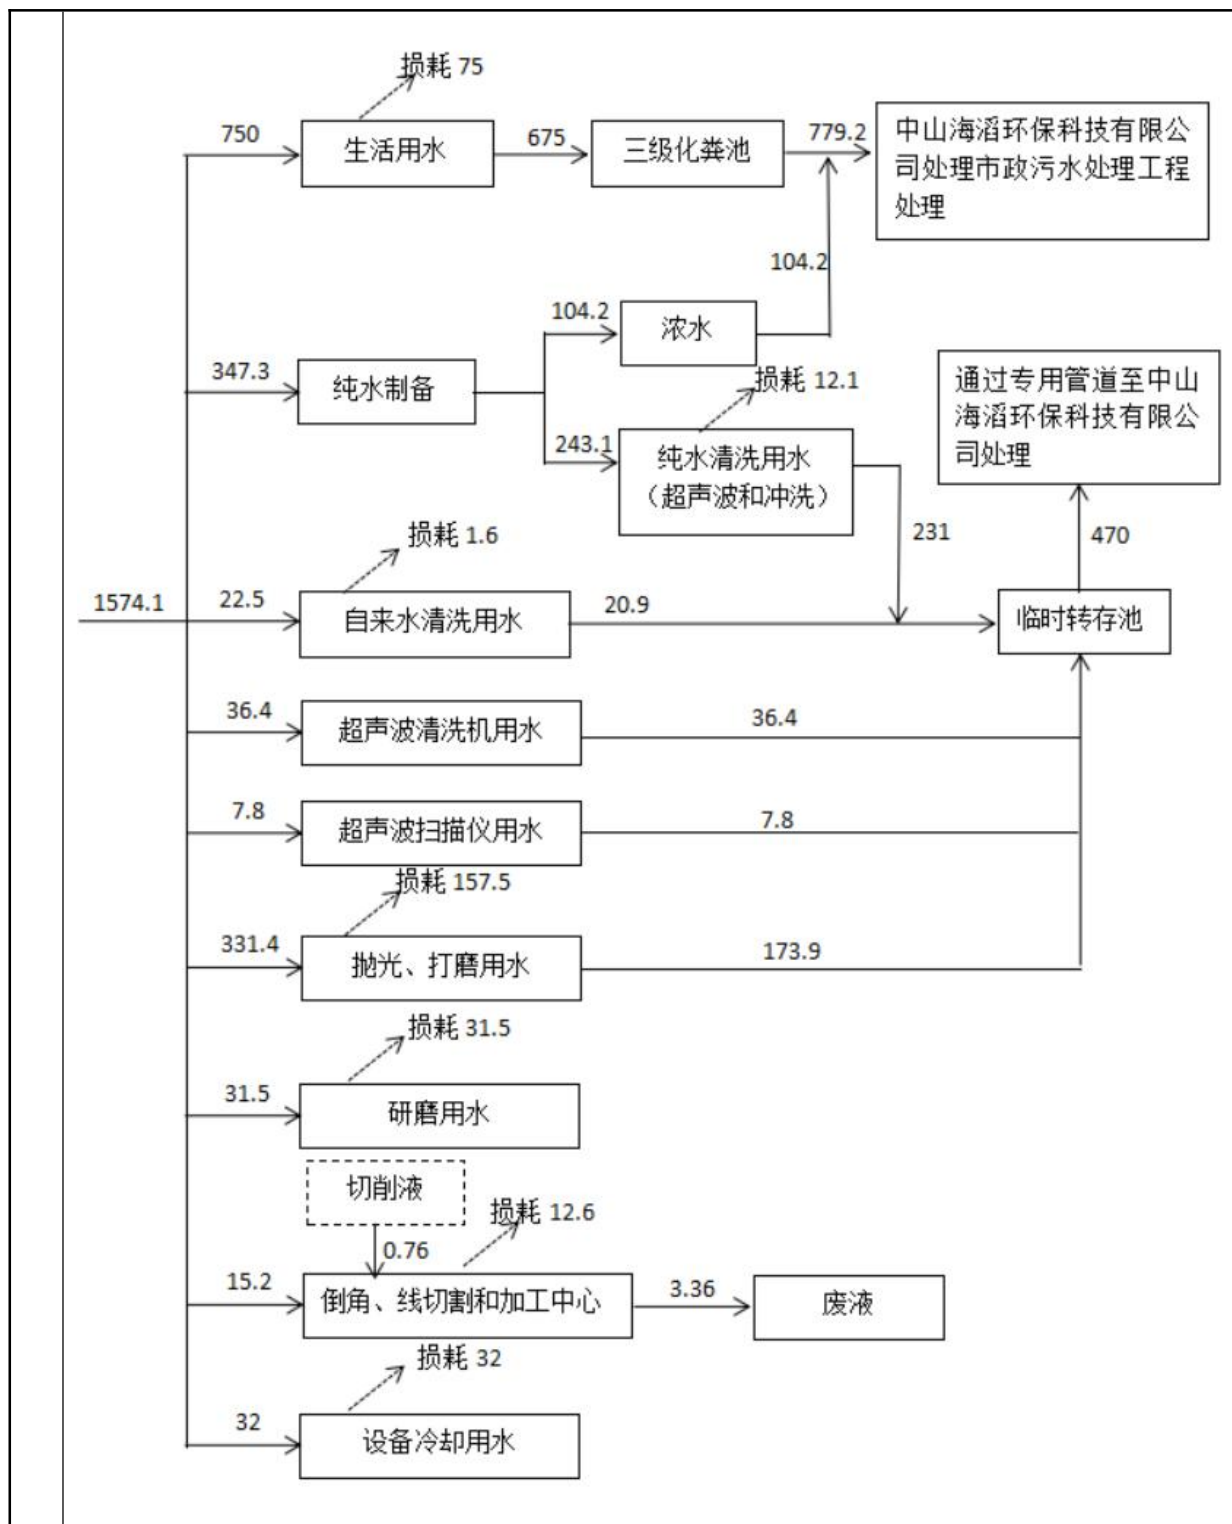 损耗 75
750
生活用水
675
三级化粪池
779.2
中山海滔环保科技有限公
司处理市政污水处理工程
处理
104.2
104.2
浓水
347.3
纯水制备
损耗 12.1
243.1
纯水清洗用水
（超声波和冲洗）
231
通过专用管道至中山
海滔环保科技有限公
司处理
470
损耗 1.6
1574.1
22.5
自来水清洗用水
20.9
临时转存池
36.4
超声波清洗机用水
36.4
7.8
超声波扫描仪用水
7.8
损耗 157.5
331.4
抛光、打磨用水
173.9
损耗 31.5
31.5
研磨用水
切削液
0.76
损耗 12.6
15.2
倒角、线切割和加工中心
3.36
废液
损耗 32
32
设备冷却用水